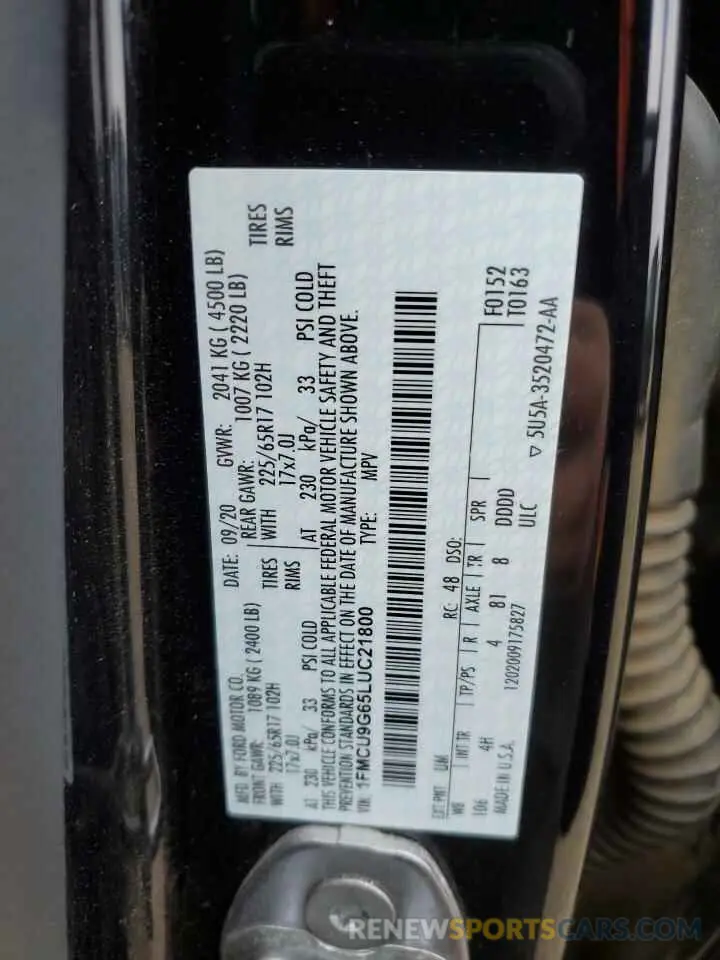 MFD. BY FORD MOTOR CO.
DATE: 09/20 GVWR: 2041 KG ( 4500 LB)
FRONT GAWR: 1089 KG ( 2400 LB) REAR GAWR: 1007 KG ( 2220 LB)
WITH 225/65R17 102H TIRES WITH 225/65R17 102H TIRES
17x7.0J RIMS 17x7.0J RIMS
AT 230 kPa/ 33 PSI COLD AT 230 kPa/ 33 PSI COLD
THIS VEHICLE CONFORMS TO ALL APPLICABLE FEDERAL MOTOR VEHICLE SAFETY AND THEFT
PREVENTION STANDARDS IN EFFECT ON THE DATE OF MANUFACTURE SHOWN ABOVE.
VIN: 1FMCU9G65LUC21800 TYPE: MPV
EXT PNT: UM RC: 48 DSO:
WB INT TR TP/PS R AXLE TR SPR F0152
106 4H 4 81 8 DDDD T0163
MADE IN U.S.A. 1202009175827 ULC
▽ 5U5A-3520472-AA
RENEWSPORTSCARS.COM